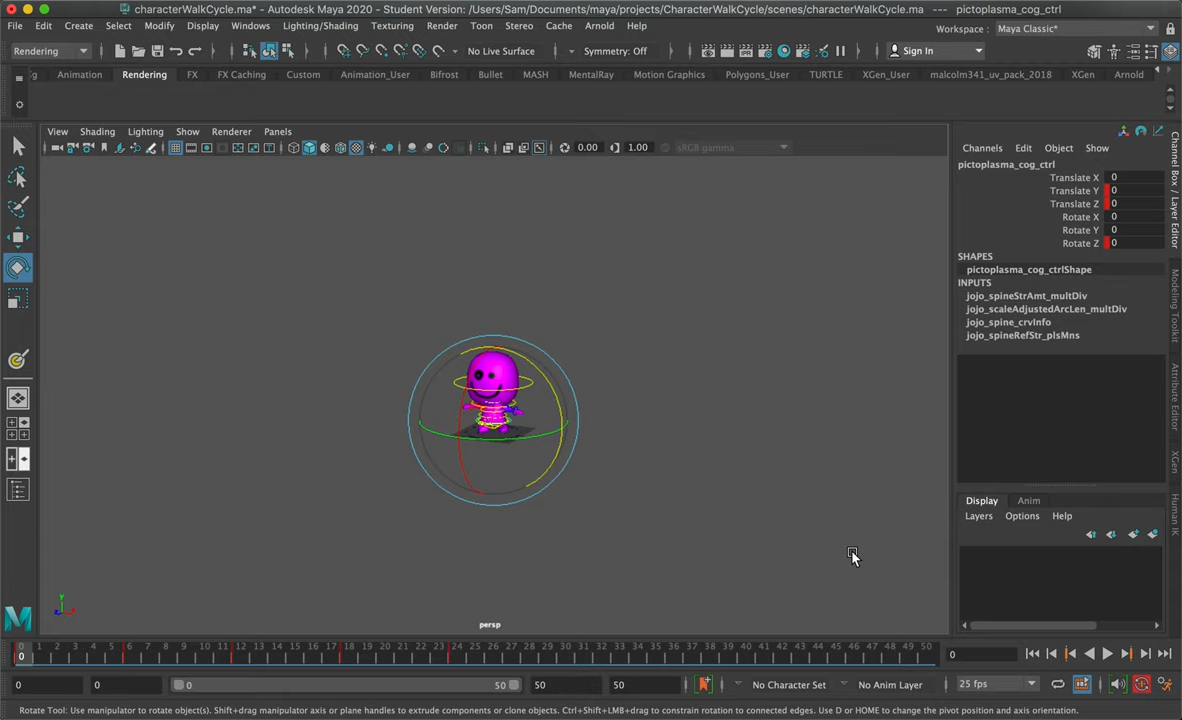 characterWalkCycle.ma* - Autodesk Maya 2020 - Student Version: /Users/Sam/Documents/maya/projects/CharacterWalkCycle/scenes/characterWalkCycle.ma --- pictoplasma_cog_ctrl
File Edit Create Select Modify Display Windows Lighting/Shading Texturing Render Toon Stereo Cache Arnold Help
Workspace : Maya Classic*
Rendering No Live Surface Symmetry: Off Sign In
Animation Rendering FX FX Caching Custom Animation_User Bifrost Bullet MASH MentalRay Motion Graphics Polygons_User TURTLE XGen_User malcolm341_uv_pack_2018 XGen Arnold
View Shading Lighting Show Renderer Panels
0.00 1.00 sRGB gamma
Channels Edit Object Show
pictoplasma_cog_ctrl
Translate X 0
Translate Y 0
Translate Z 0
Rotate X 0
Rotate Y 0
Rotate Z 0
SHAPES
pictoplasma_cog_ctrlShape
INPUTS
jojo_spineStrAmt_multDiv
jojo_scaleAdjustedArcLen_multDiv
jojo_spine_crvInfo
jojo_spineRefStr_plsMns
Channel Box / Layer Editor
Modeling Toolkit
Attribute Editor
XGen
Human IK
Display Anim
Layers Options Help
y
persp
0 1 2 3 4 5 6 7 8 9 10 11 12 13 14 15 16 17 18 19 20 21 22 23 24 25 26 27 28 29 30 31 32 33 34 35 36 37 38 39 40 41 42 43 44 45 46 47 48 49 50
0 0
0 0 0 50 50 50 No Character Set No Anim Layer 25 fps
Rotate Tool: Use manipulator to rotate object(s). Shift+drag manipulator axis or plane handles to extrude components or clone objects. Ctrl+Shift+LMB+drag to constrain rotation to connected edges. Use D or HOME to change the pivot position and axis orientation.